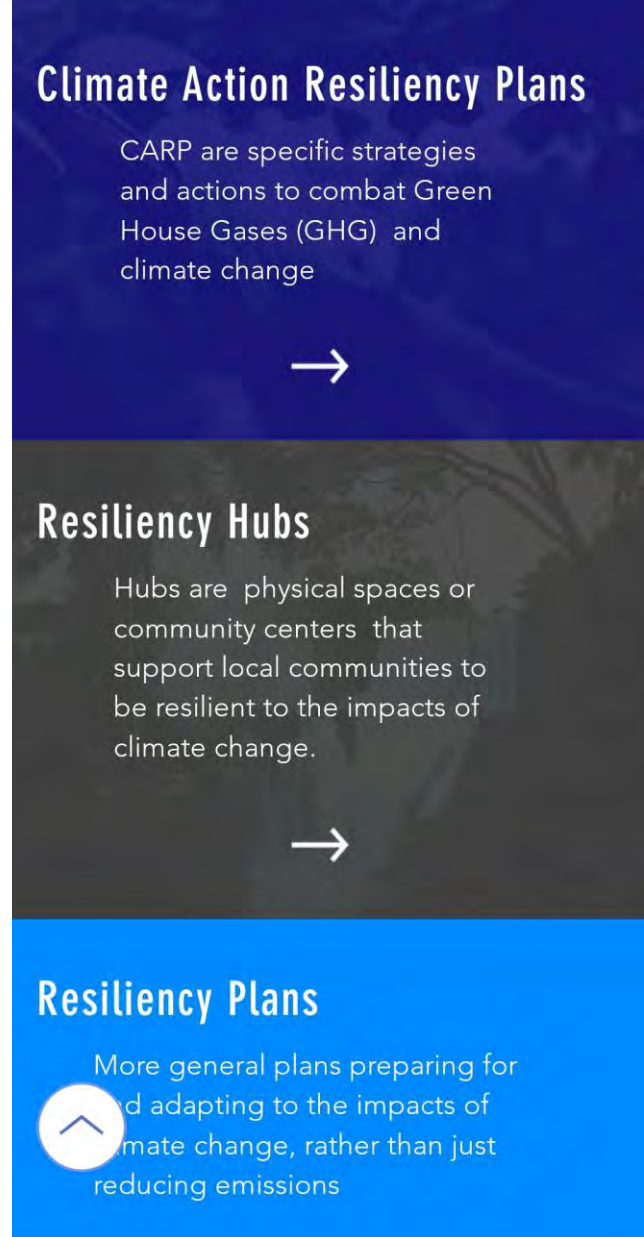 Climate Action Resiliency Plans
CARP are specific strategies
and actions to combat Green
House Gases (GHG)  and
climate change
Resiliency Hubs
Hubs are  physical spaces or
community centers  that
support local communities to
be resilient to the impacts of
climate change.
Resiliency Plans
More general plans preparing for
adapting to the impacts of
change, rather than just
reducing emissions